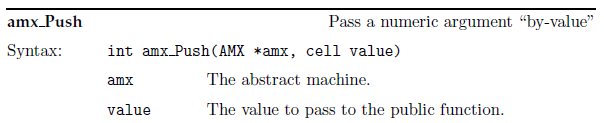 amx_Push Pass a numeric argument “by-value”
Syntax: int amx_Push(AMX *amx, cell value)
amx The abstract machine.
value The value to pass to the public function.